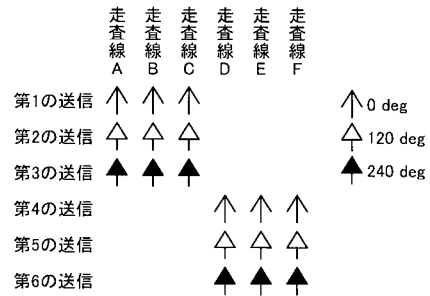 走査線A 走査線B 走査線C 走査線D 走査線E 走査線F
第1の送信
第2の送信
第3の送信
第4の送信
第5の送信
第6の送信
0 deg
120 deg
240 deg